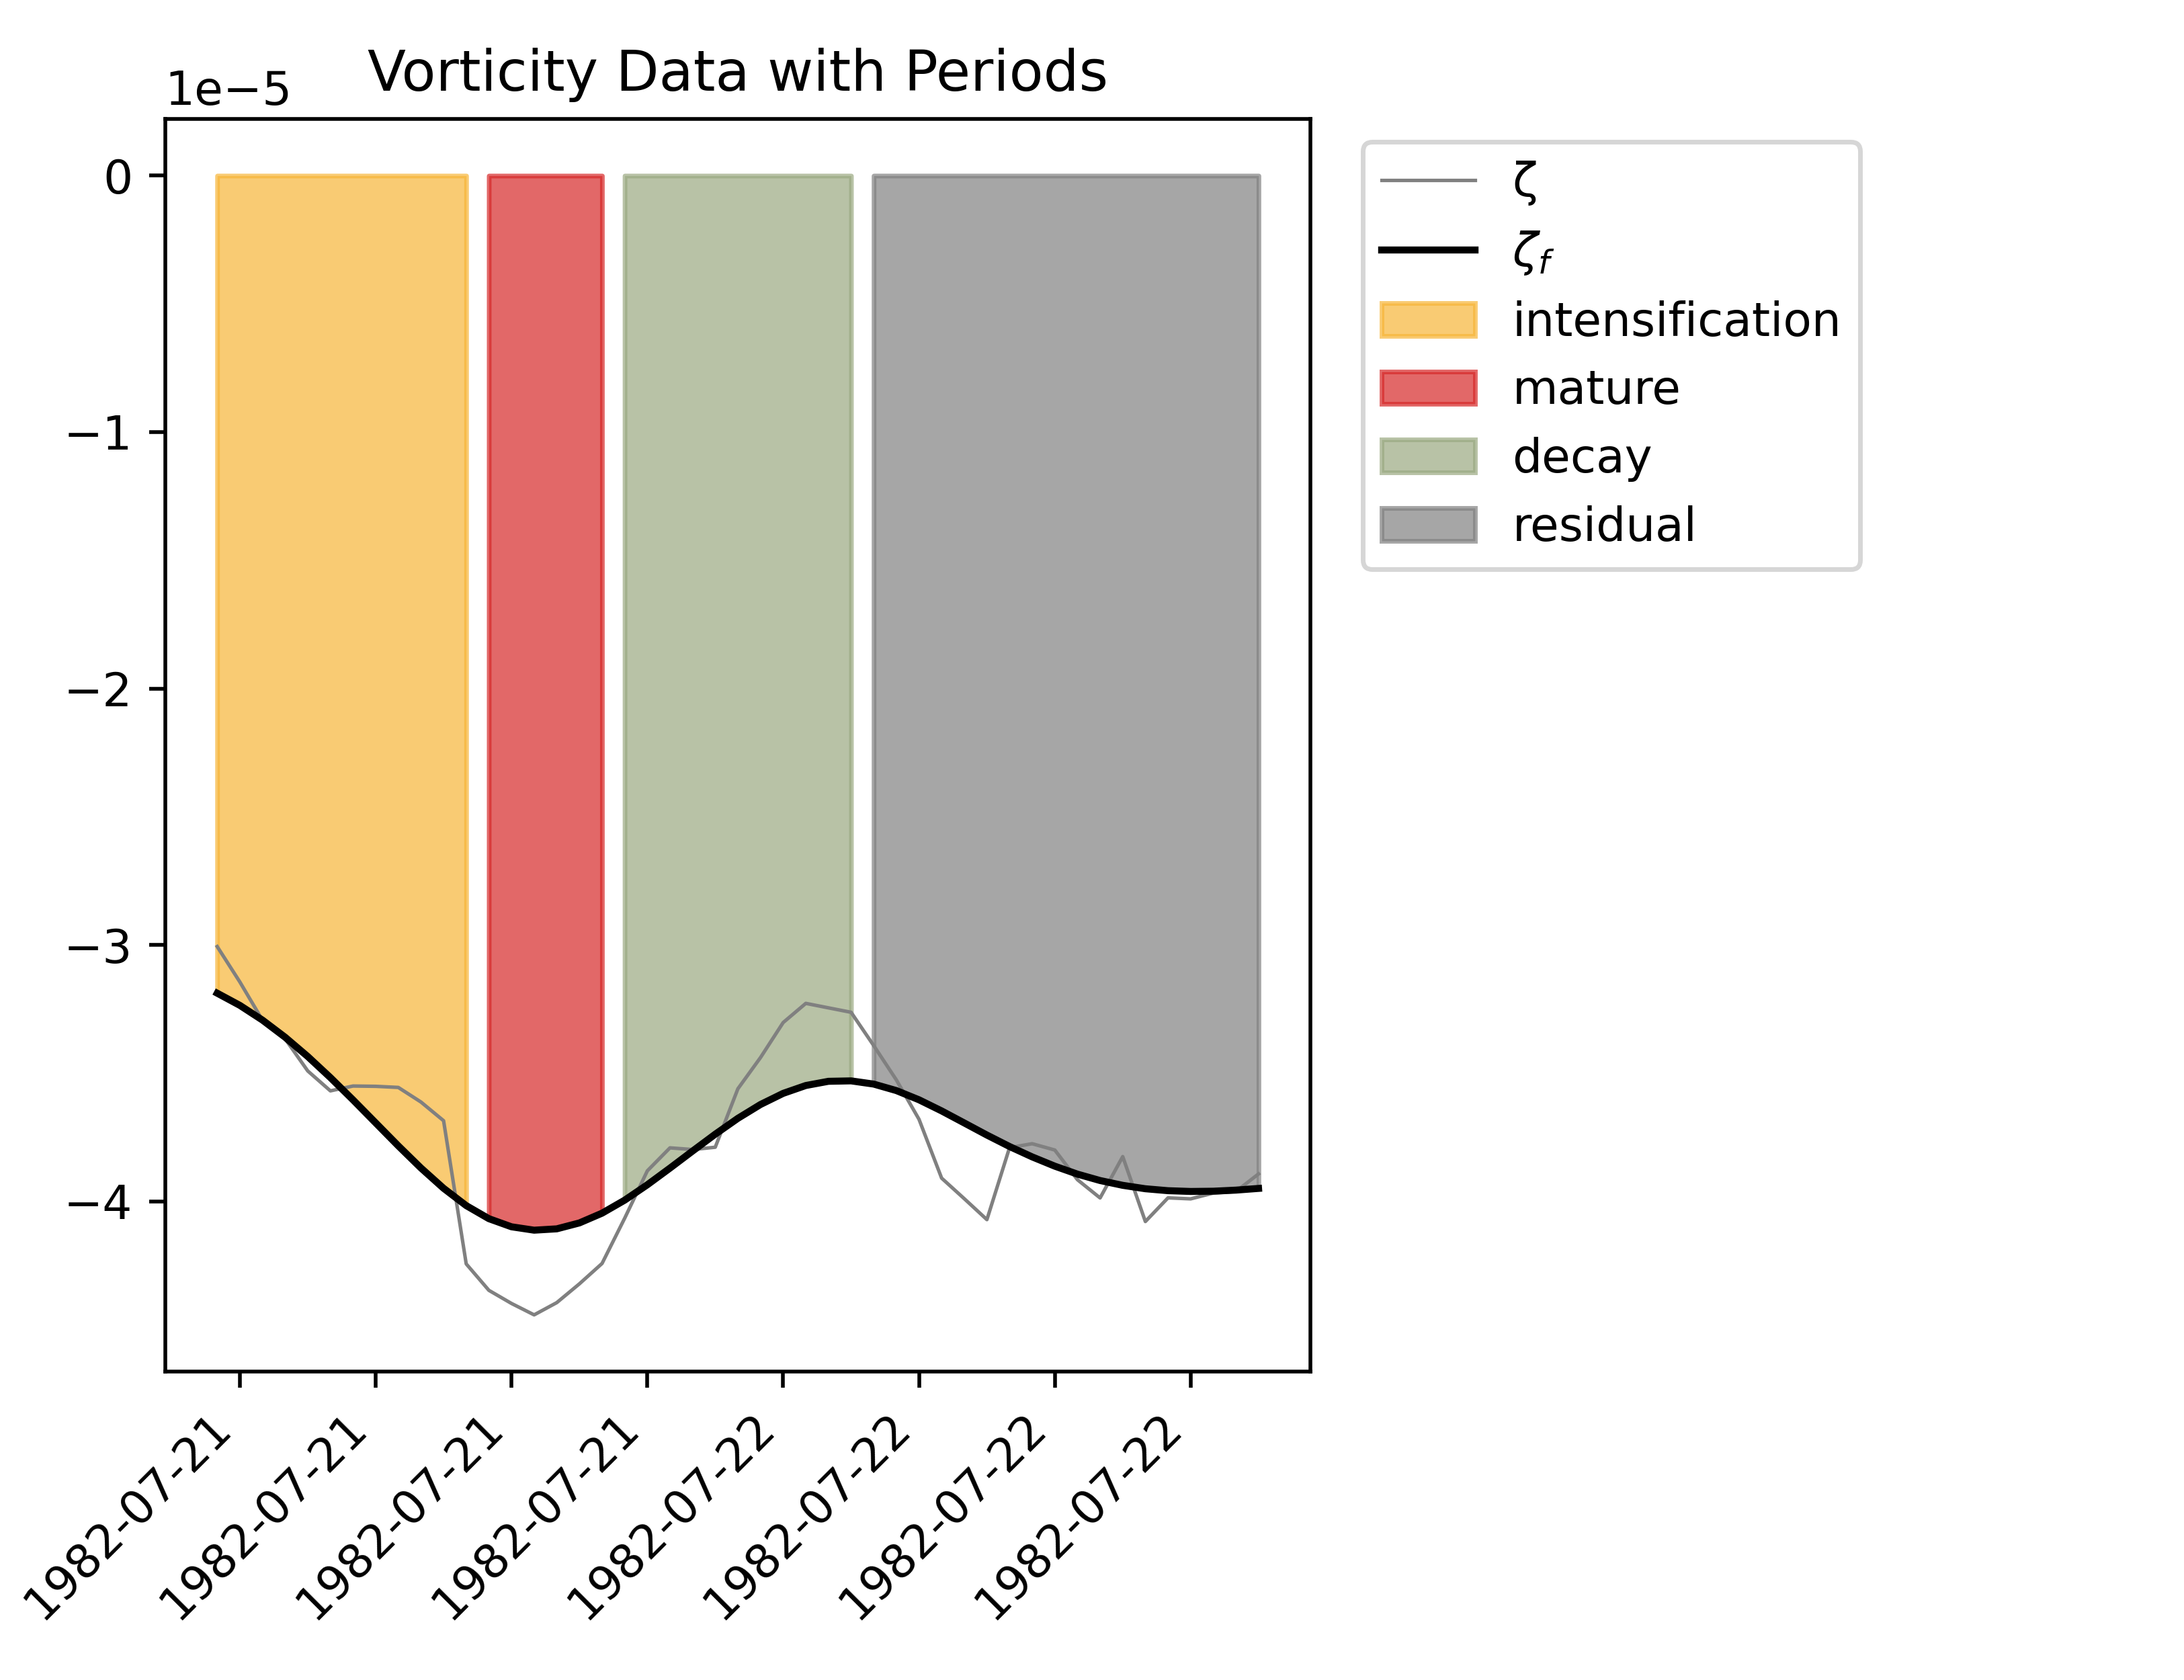 Vorticity Data with Periods
1e−5
0
−1
−2
−3
−4
1982-07-21
1982-07-21
1982-07-21
1982-07-21
1982-07-22
1982-07-22
1982-07-22
1982-07-22
ζ
ζf
intensification
mature
decay
residual